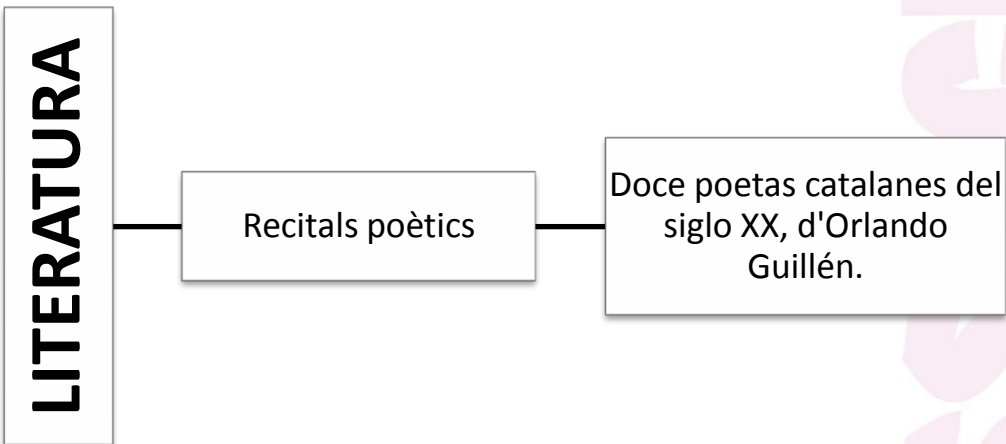 LITERATURA
Recitals poètics
Doce poetas catalanes del
siglo XX, d'Orlando
Guillén.